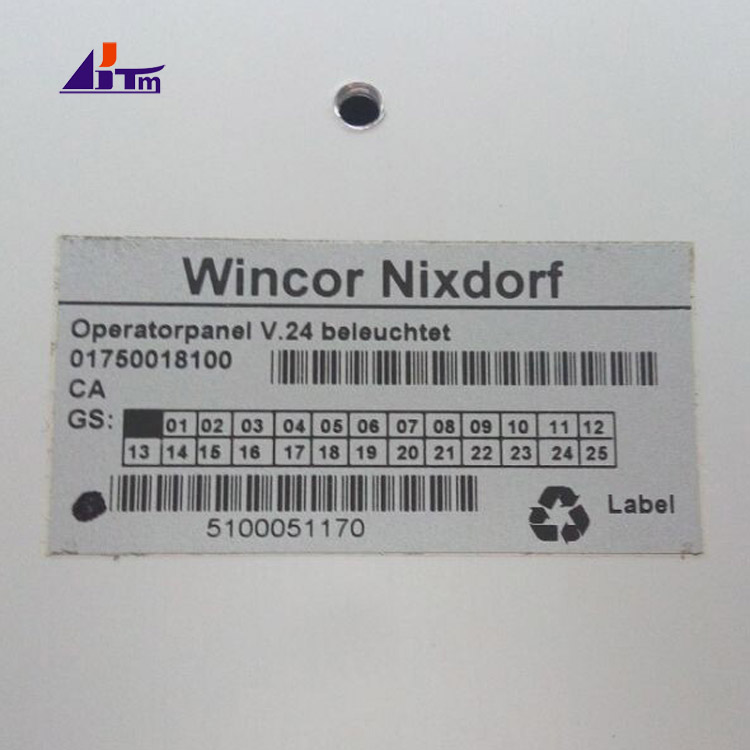 AJTm
Wincor Nixdorf
Operatorpanel V.24 beleuchtet
01750018100
CA
GS: 01 02 03 04 05 06 07 08 09 10 11 12
13 14 15 16 17 18 19 20 21 22 23 24 25
5100051170
Label